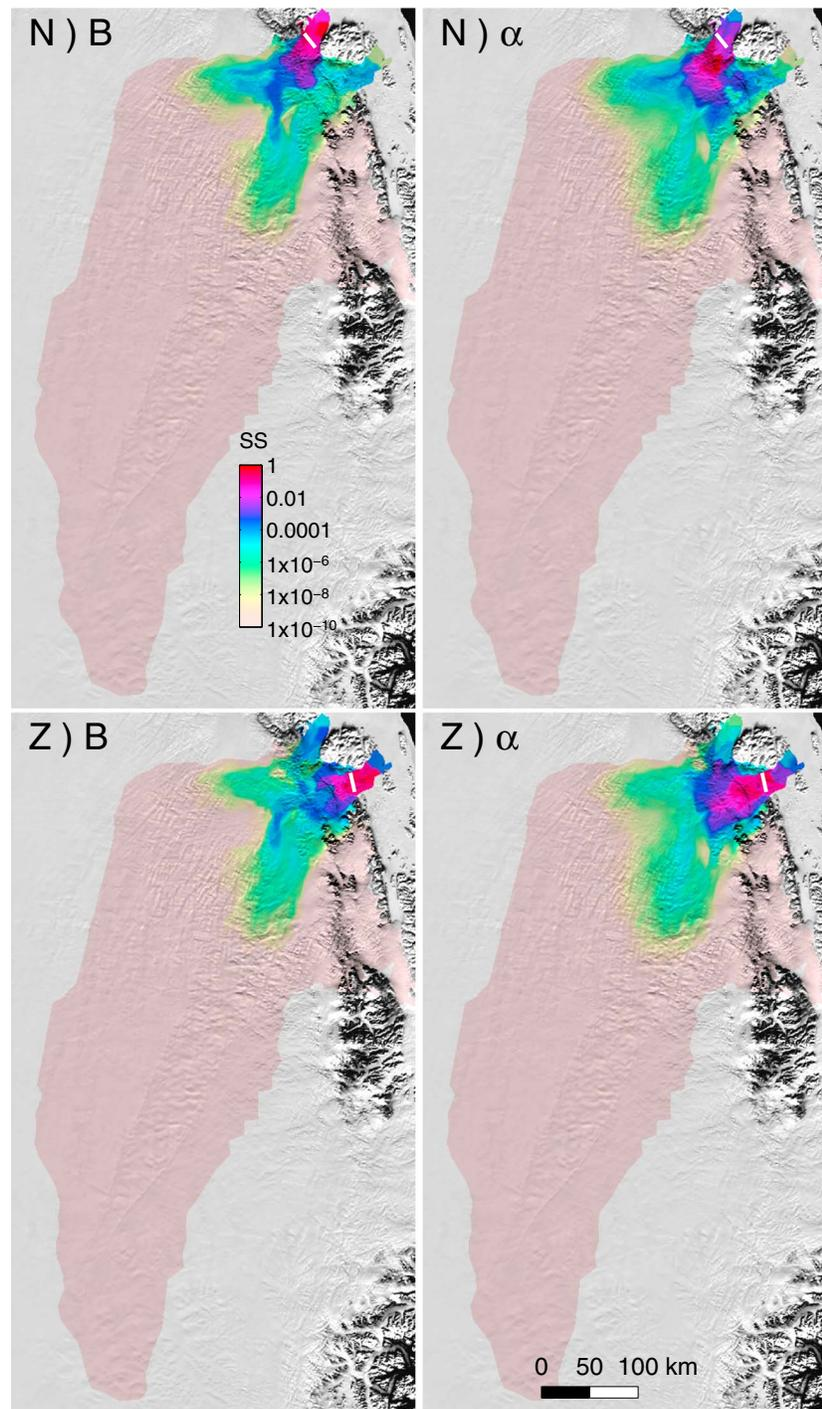 N ) B
N ) α
SS
1
0.01
0.0001
1x10⁻⁶
1x10⁻⁸
1x10⁻¹⁰
Z ) B
Z ) α
0 50 100 km